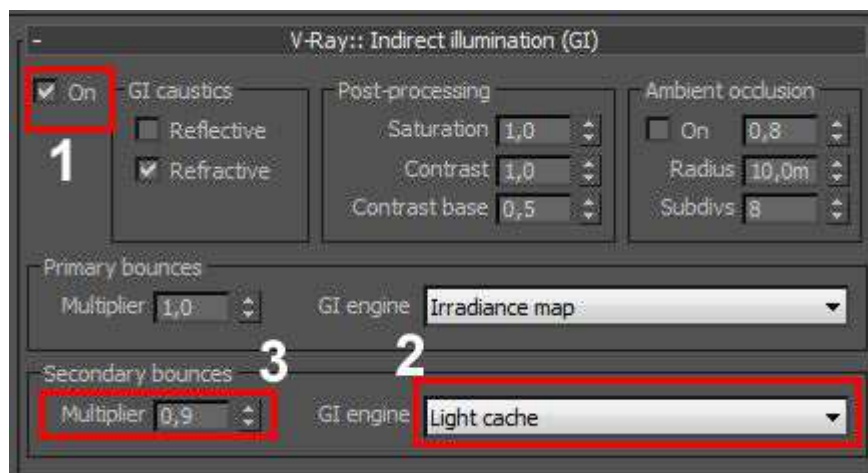 - V-Ray:: Indirect illumination (GI)
On GI caustics Post-processing Ambient occlusion
1 Reflective Saturation 1,0 On 0,8
Refractive Contrast 1,0 Radius 10,0m
Contrast base 0,5 Subdivs 8
Primary bounces
Multiplier 1,0 GI engine Irradiance map
Secondary bounces 3 2
Multiplier 0,9 GI engine Light cache